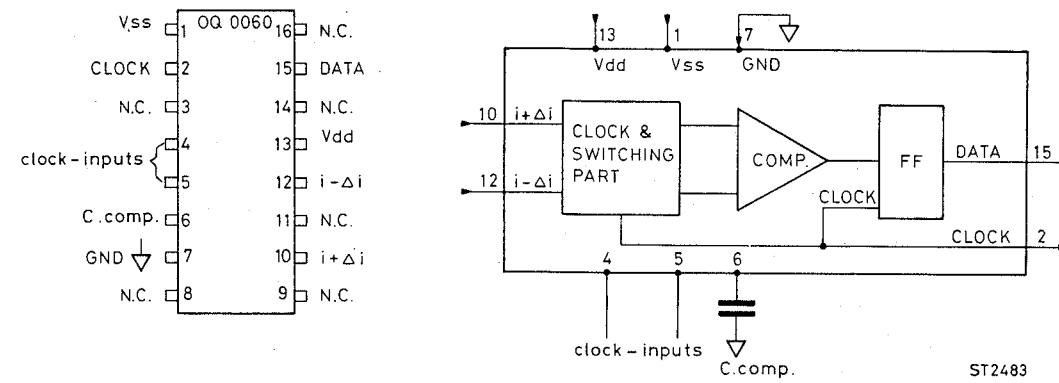 OQ 0060
Vss 1
CLOCK 2
N.C. 3
clock-inputs
4
5
C.comp. 6
GND 7
N.C. 8
16 N.C.
15 DATA
14 N.C.
13 Vdd
12 i-Δi
11 N.C.
10 i+Δi
9 N.C.
13 1 7
Vdd Vss GND
10 i+Δi
12 i-Δi
CLOCK &
SWITCHING
PART
COMP.
FF
DATA 15
CLOCK
CLOCK 2
4 5 6
clock-inputs
C.comp.
ST2483